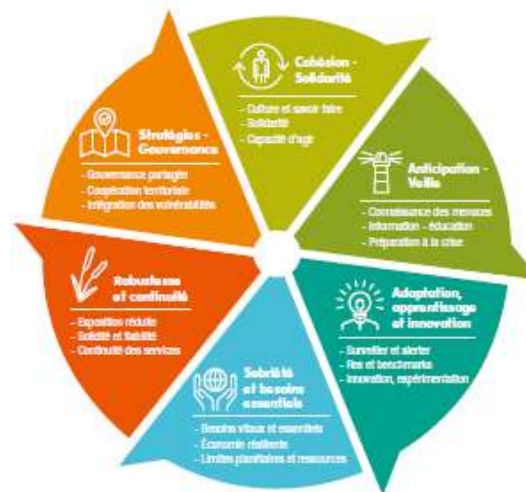 Cohésion -
Solidarité
- Culture et savoir faire
- Solidarité
- Capacité d'agir
Anticipation -
Veille
- Connaissance des menaces
- Information - éducation
- Préparation à la crise
Adaptation,
apprentissage
et innovation
- Surveiller et alerter
- Rex et benchmarks
- Innovation, expérimentation
Sobriété
et besoins
essentiels
- Besoins vitaux et essentiels
- Économie résiliente
- Limites planétaires et ressources
Robustesse
et continuité
- Exposition réduite
- Solidité et fiabilité
- Continuité des services
Stratégies -
Gouvernance
- Gouvernance partagée
- Coopération territoriale
- Intégration des vulnérabilités